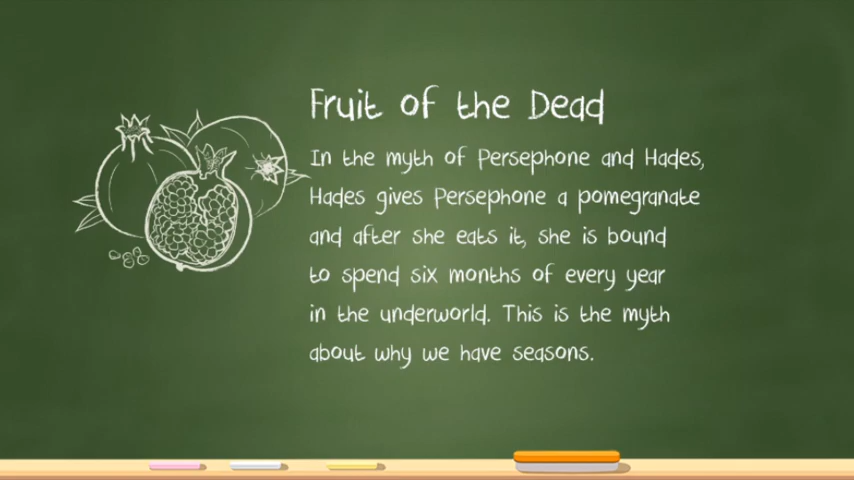 Fruit of the Dead
In the myth of Persephone and Hades,
Hades gives Persephone a pomegranate
and after she eats it, she is bound
to spend six months of every year
in the underworld. This is the myth
about why we have seasons.